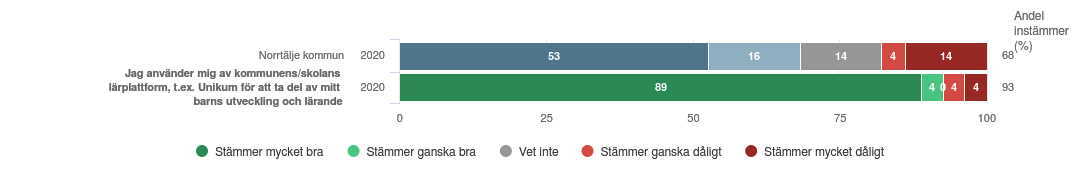 Andel
instämmer
(%)
Norrtälje kommun 2020 53 16 14 4 14 68
Jag använder mig av kommunens/skolans
lärplattform, t.ex. Unikum för att ta del av mitt 2020 89 4 0 4 4 93
barns utveckling och lärande
0 25 50 75 100
Stämmer mycket bra Stämmer ganska bra Vet inte Stämmer ganska dåligt Stämmer mycket dåligt